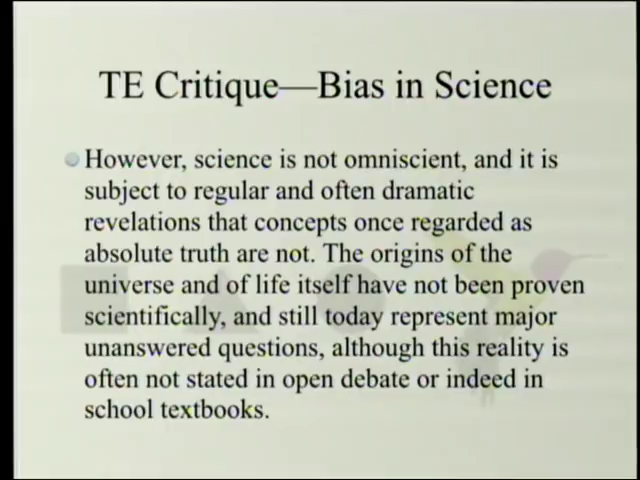 TE Critique—Bias in Science
However, science is not omniscient, and it is
subject to regular and often dramatic
revelations that concepts once regarded as
absolute truth are not. The origins of the
universe and of life itself have not been proven
scientifically, and still today represent major
unanswered questions, although this reality is
often not stated in open debate or indeed in
school textbooks.